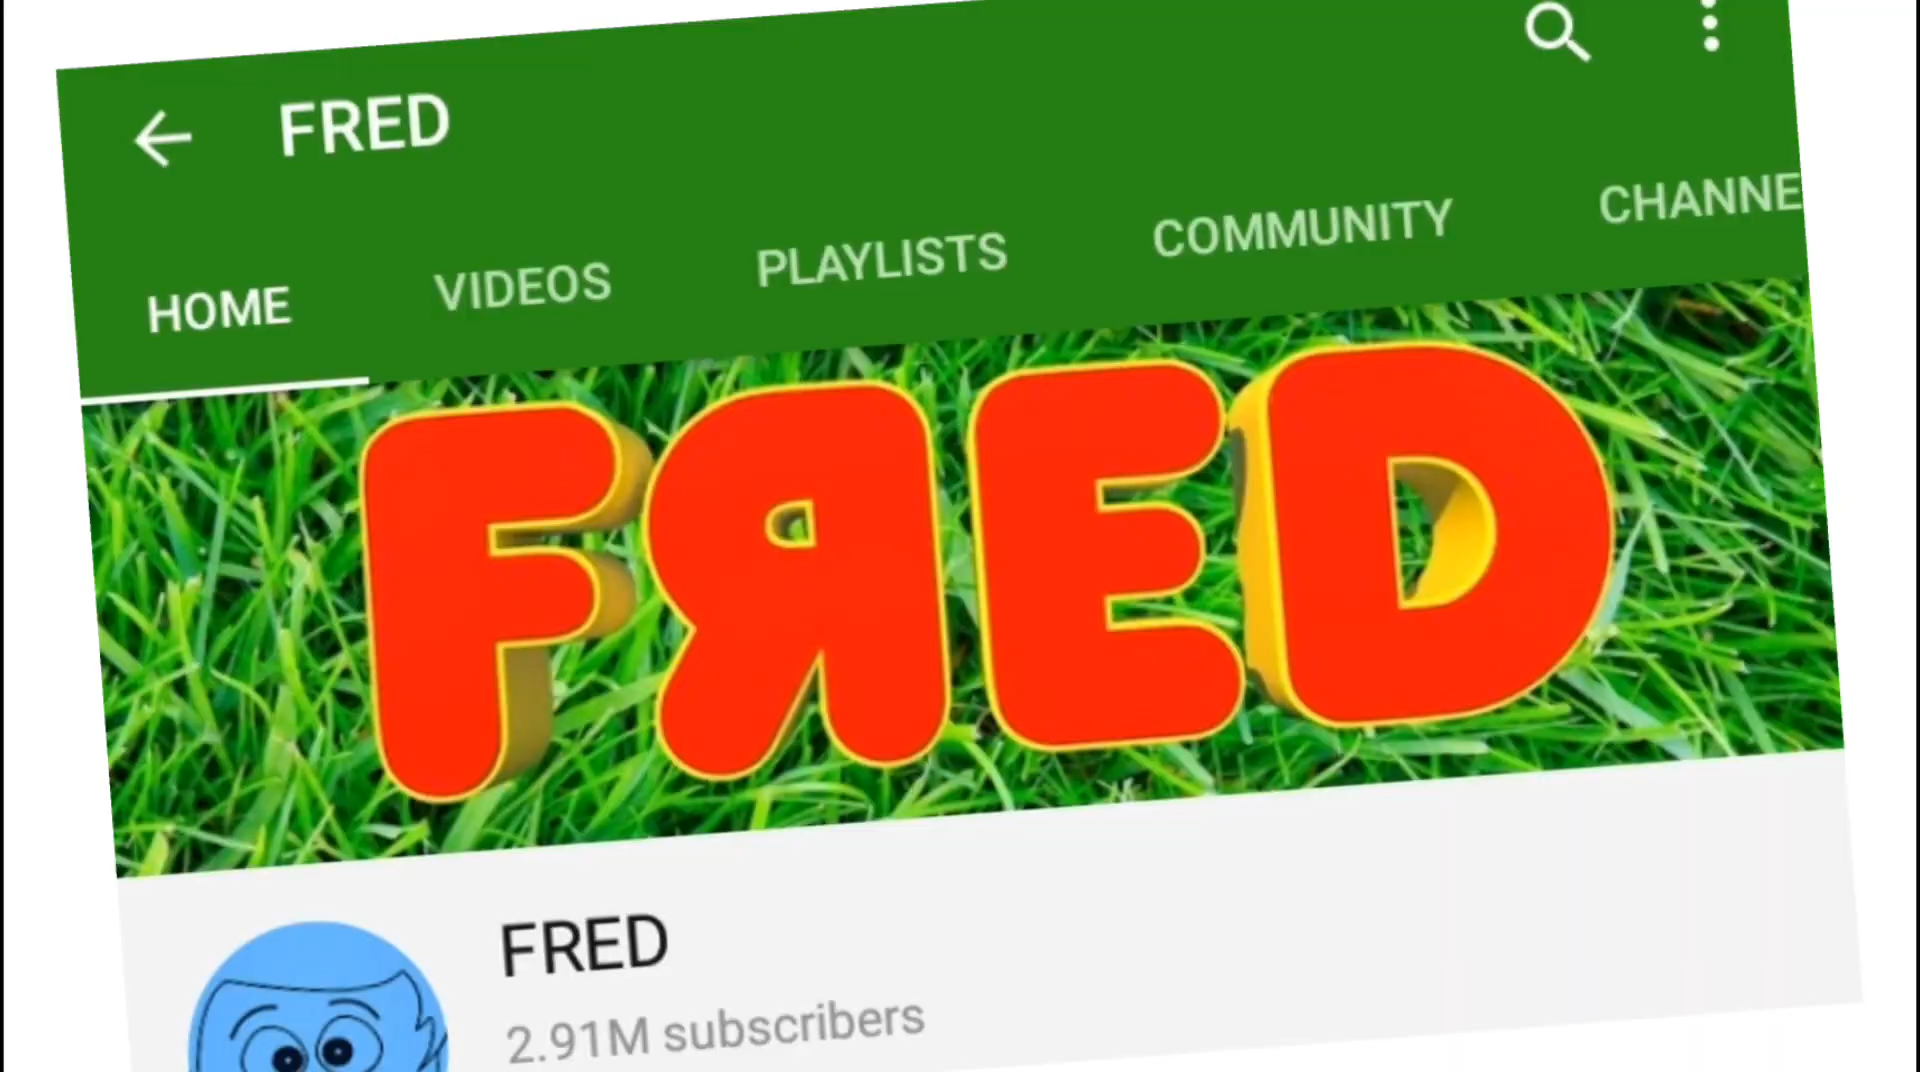 FRED
HOME VIDEOS PLAYLISTS COMMUNITY CHANNE
FЯED
FRED
2.91M subscribers